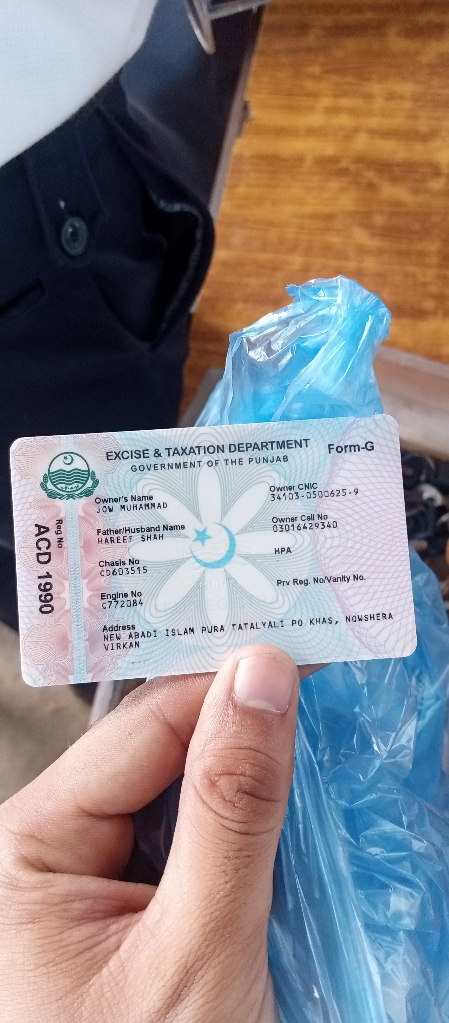 EXCISE & TAXATION DEPARTMENT Form-G
GOVERNMENT OF THE PUNJAB
Owner's Name
JOW MUHAMMAD
Father/Husband Name
HAREEF SHAH
Chasis No
CD603515
Engine No
C772084
Address
NEW ABADI ISLAM PURA TATALYALI PO KHAS, NOWSHERA
VIRKAN
Owner CNIC
34103-0500625-9
Owner Cell No
03016429340
HPA
Prv Reg. No/Vanity No.
Reg No
ACD 1990